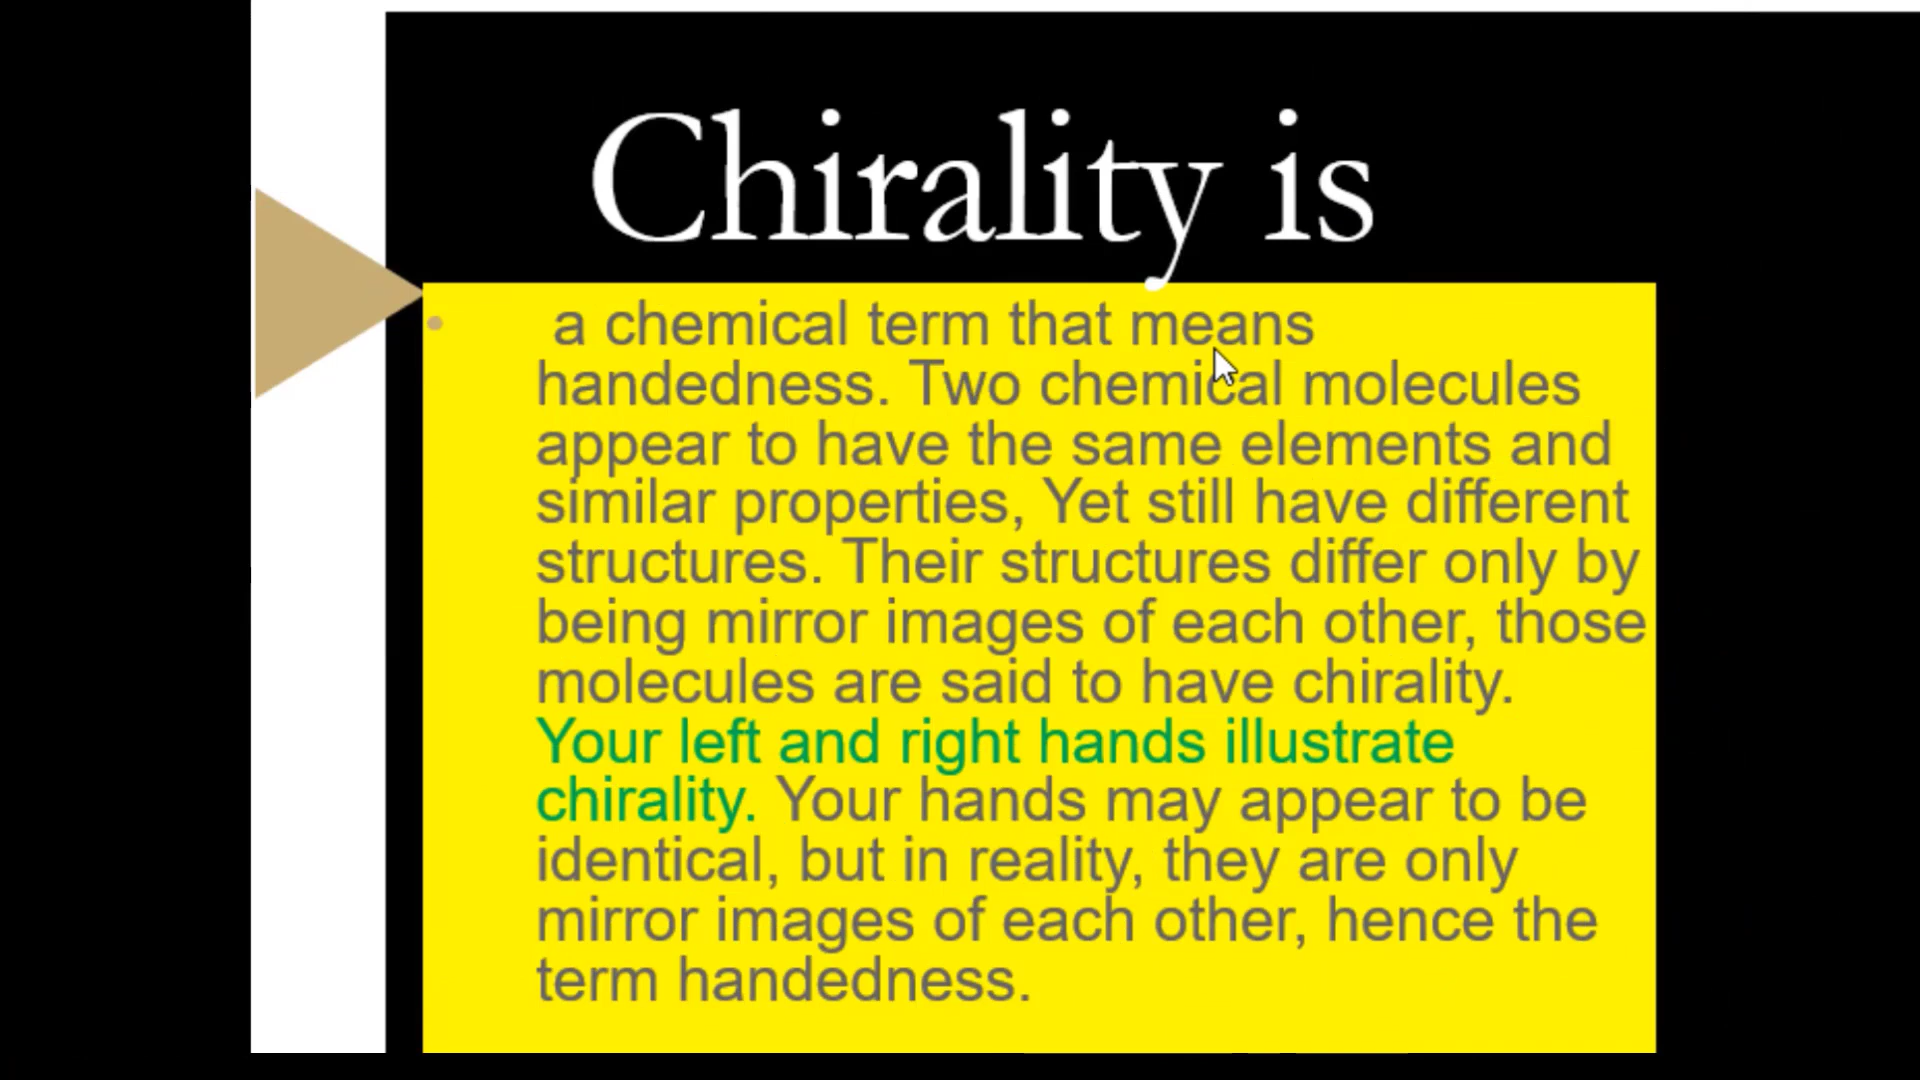 Chirality is
• a chemical term that means
handedness. Two chemical molecules
appear to have the same elements and
similar properties, Yet still have different
structures. Their structures differ only by
being mirror images of each other, those
molecules are said to have chirality.
Your left and right hands illustrate
chirality. Your hands may appear to be
identical, but in reality, they are only
mirror images of each other, hence the
term handedness.